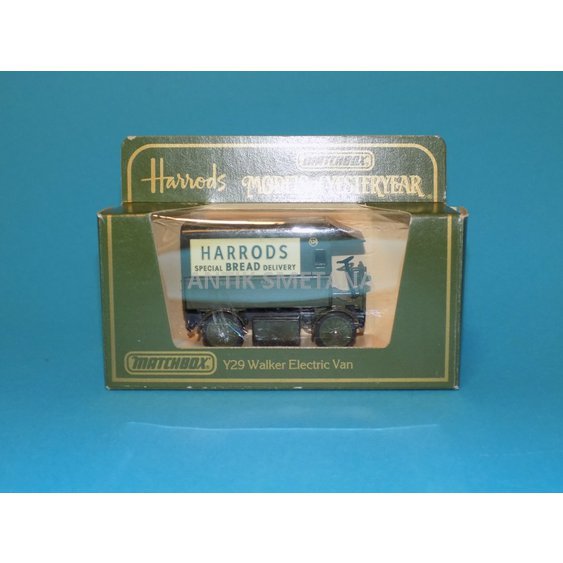 MATCHBOX
Harrods MODELS of YESTERYEAR®
HARRODS
SPECIAL BREAD DELIVERY
ANTIK SMETANA
MATCHBOX Y29 Walker Electric Van